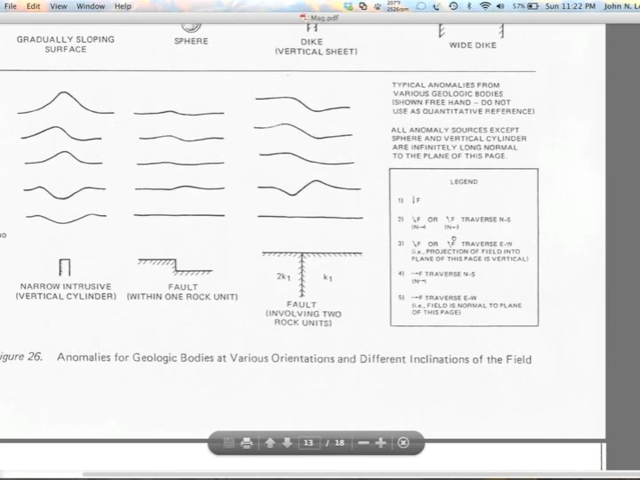 File Edit View Window Help
57% Sun 11:22 PM John N. L
Mag.pdf
GRADUALLY SLOPING
SURFACE
SPHERE
DIKE
(VERTICAL SHEET)
WIDE DIKE
TYPICAL ANOMALIES FROM
VARIOUS GEOLOGIC BODIES
(SHOWN FREE HAND – DO NOT
USE AS QUANTITATIVE REFERENCE)
ALL ANOMALY SOURCES EXCEPT
SPHERE AND VERTICAL CYLINDER
ARE INFINITELY LONG NORMAL
TO THE PLANE OF THIS PAGE.
LEGEND
1) F
2) F OR F TRAVERSE N-S
3) F OR F TRAVERSE E-W
(i.e., PROJECTION OF FIELD INTO
PLANE OF THIS PAGE IS VERTICAL)
4) F TRAVERSE N-S
5) F TRAVERSE E-W
(i.e., FIELD IS NORMAL TO PLANE
OF THIS PAGE)
NARROW INTRUSIVE
(VERTICAL CYLINDER)
FAULT
(WITHIN ONE ROCK UNIT)
2k1 k1
FAULT
(INVOLVING TWO
ROCK UNITS)
igure 26. Anomalies for Geologic Bodies at Various Orientations and Different Inclinations of the Field
13 / 18